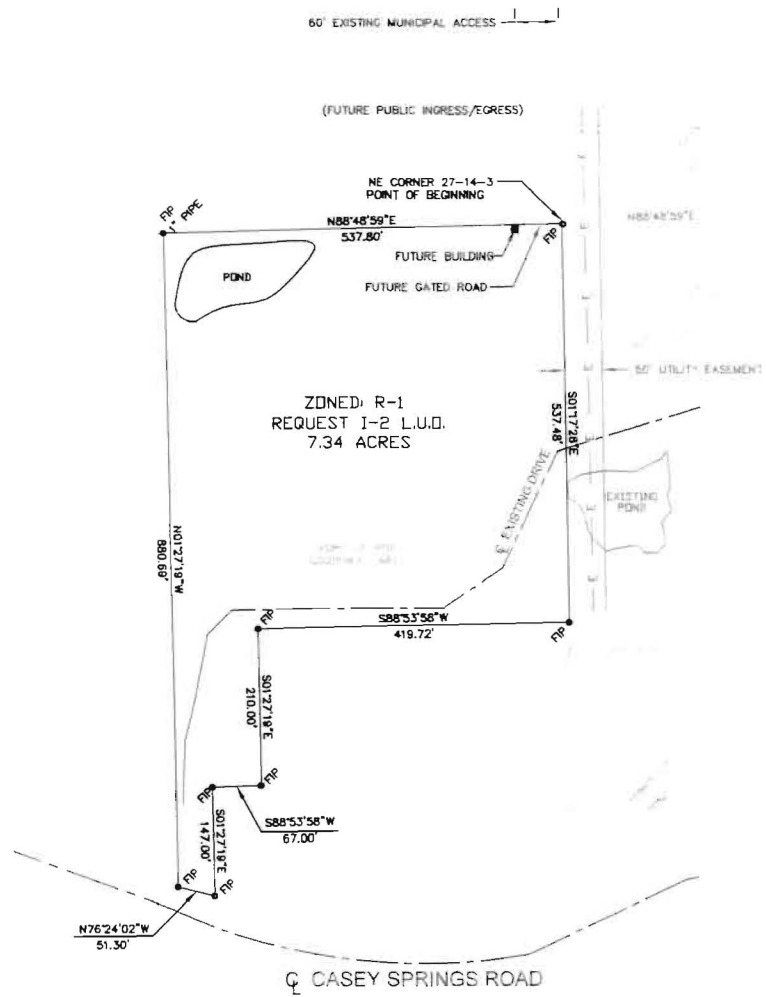 60' EXISTING MUNICIPAL ACCESS
(FUTURE PUBLIC INGRESS/EGRESS)
NE CORNER 27-14-3
POINT OF BEGINNING
FIP
1" PIPE
N88°48'59"E
537.80'
FIP
N88°48'59"E
FUTURE BUILDING
POND
FUTURE GATED ROAD
50' UTILITY EASEMENT
E
E
E
E
E
E
E
ZONED: R-1
REQUEST I-2 L.U.O.
7.34 ACRES
S01°17'28"E
537.48'
℄ EXISTING DRIVE
EXISTING
POND
N01°27'19"W
880.69'
FIP
S88°53'58"W
419.72'
FIP
S01°27'19"E
210.00'
FIP
FIP
S88°53'58"W
67.00'
S01°27'19"E
147.00'
FIP
FIP
N76°24'02"W
51.30'
℄ CASEY SPRINGS ROAD